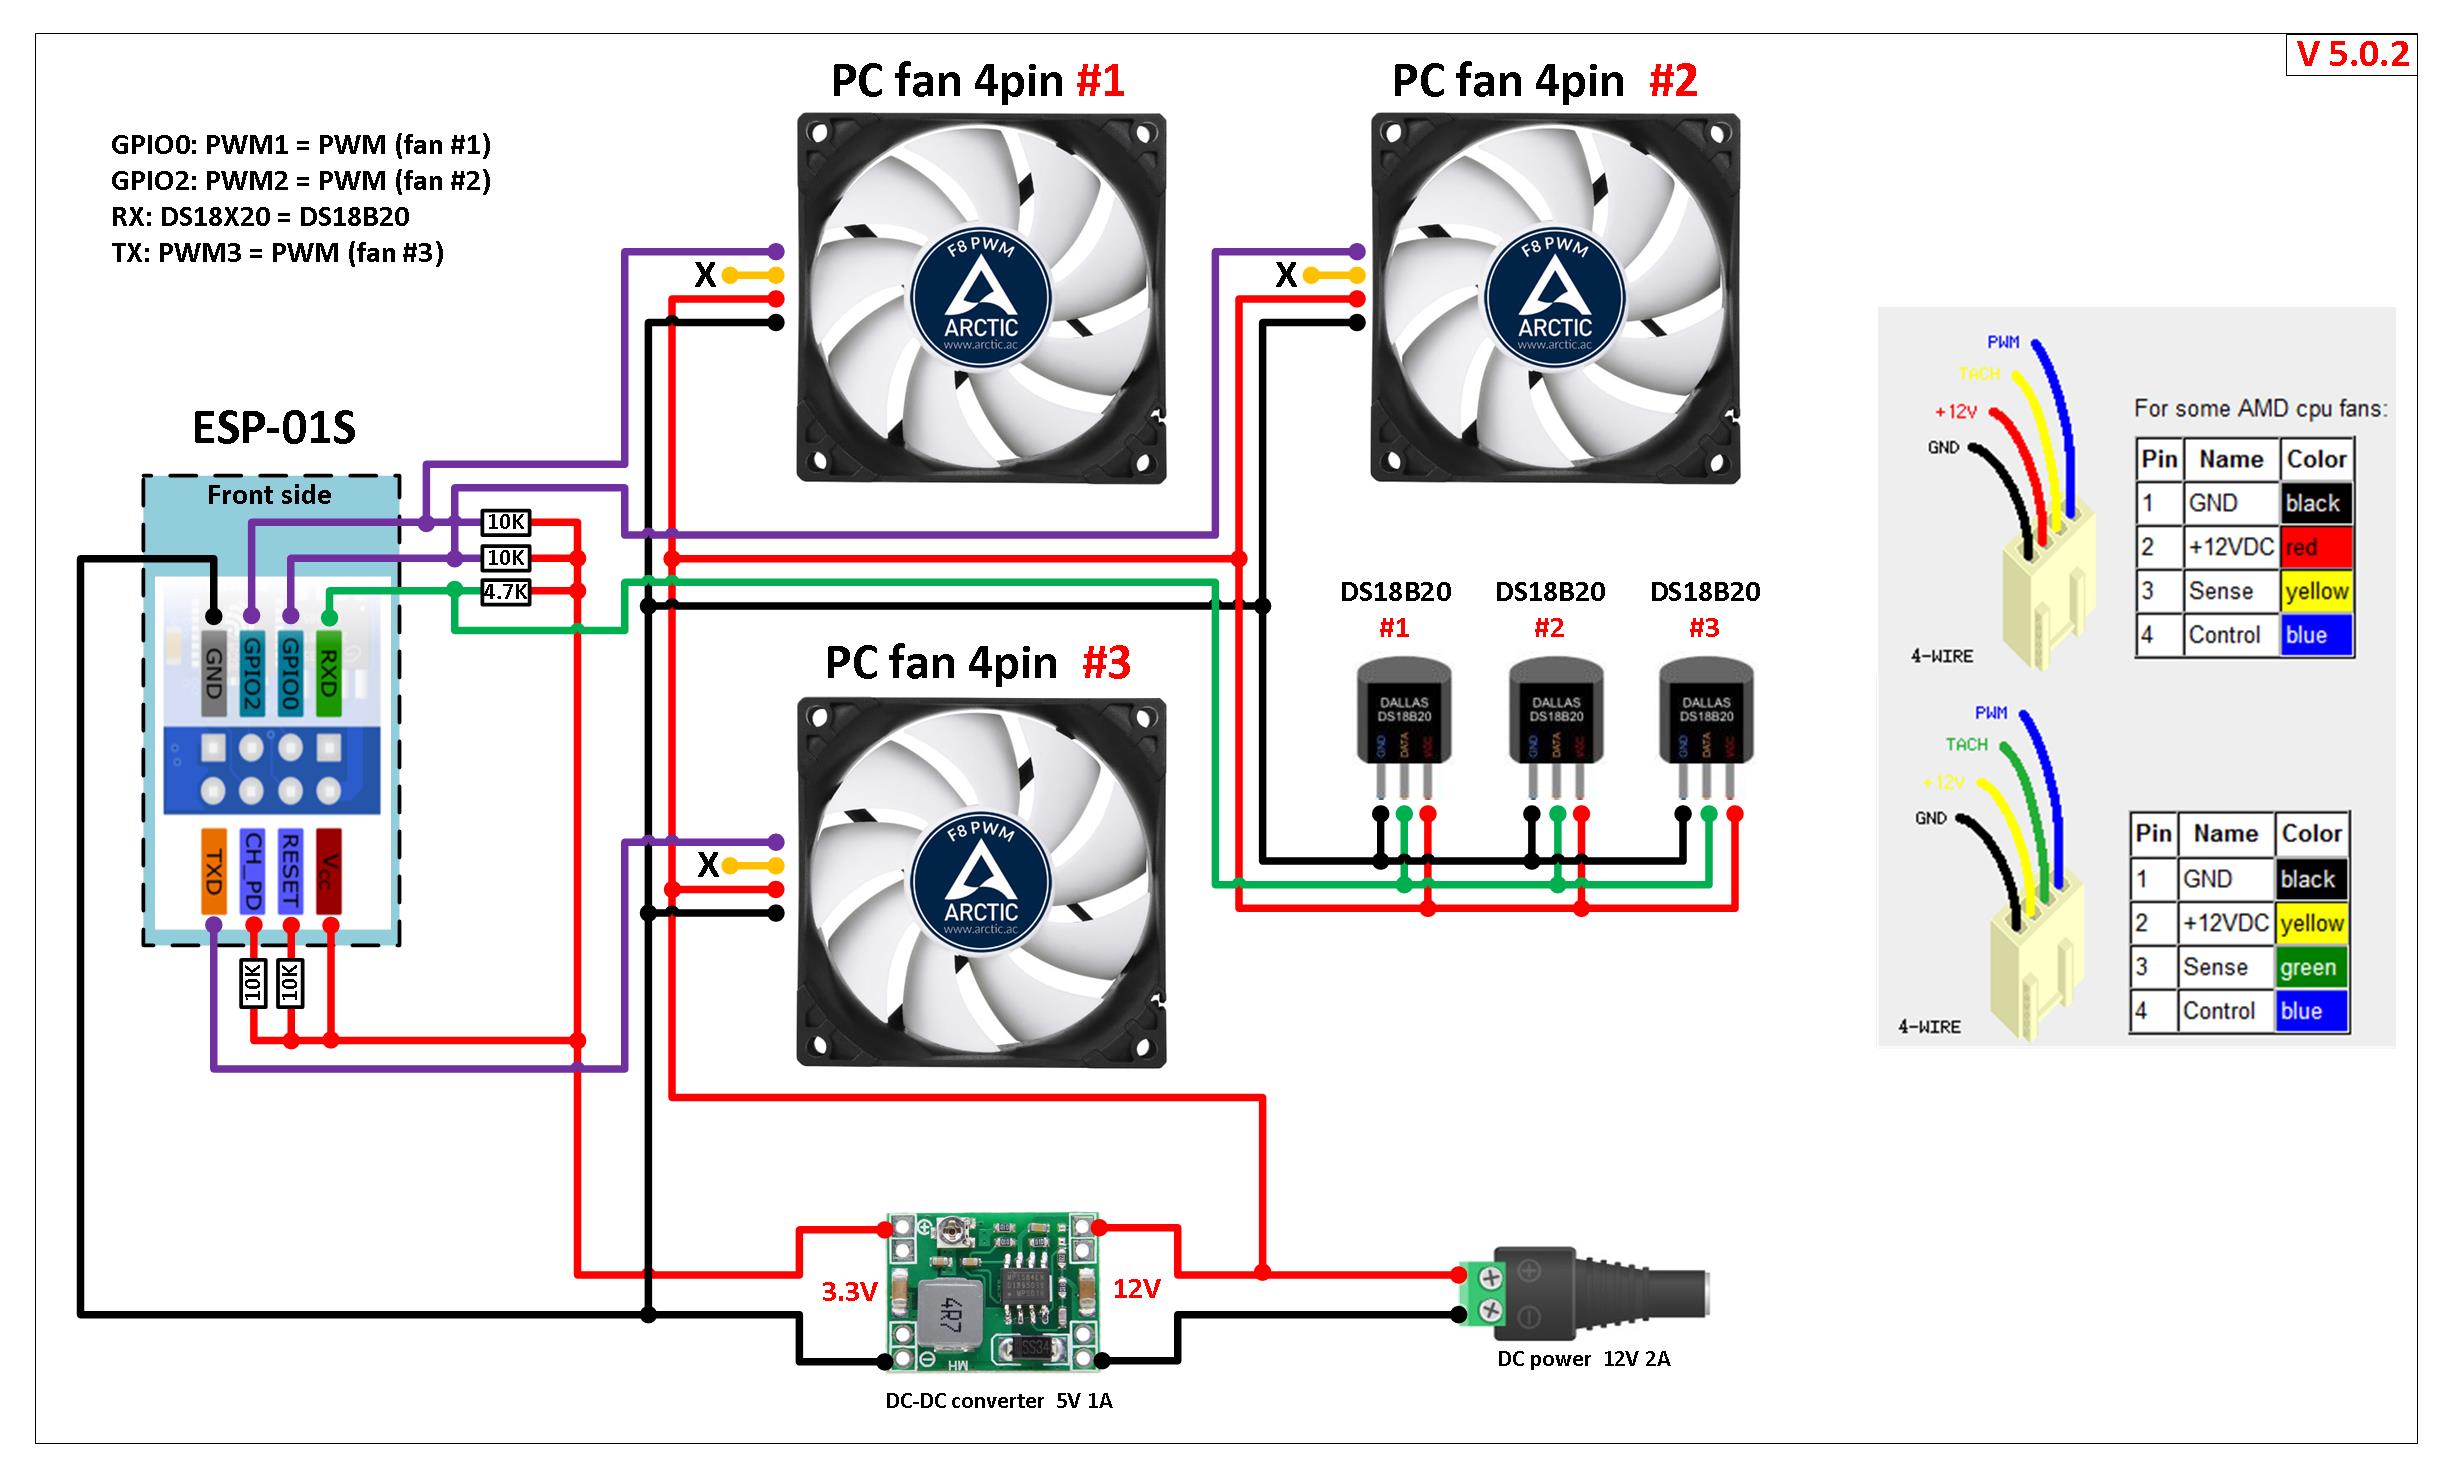 V 5.0.2
PC fan 4pin #1
PC fan 4pin #2
GPIO0: PWM1 = PWM (fan #1)
GPIO2: PWM2 = PWM (fan #2)
RX: DS18X20 = DS18B20
TX: PWM3 = PWM (fan #3)
X
X
F8 PWM
ARCTIC
www.arctic.ac
F8 PWM
ARCTIC
www.arctic.ac
ESP-01S
Front side
10K
10K
4.7K
GND
GPIO2
GPIO0
RXD
TXD
CH_PD
RESET
Vcc
10K
10K
PC fan 4pin #3
X
F8 PWM
ARCTIC
www.arctic.ac
DS18B20
#1
DS18B20
#2
DS18B20
#3
DALLAS
DS18B20
GND
DATA
VCC
DALLAS
DS18B20
GND
DATA
VCC
DALLAS
DS18B20
GND
DATA
VCC
PWM
TACH
+12V
GND
4-WIRE
For some AMD cpu fans:
Pin Name Color
1 GND black
2 +12VDC red
3 Sense yellow
4 Control blue
PWM
TACH
+12V
GND
4-WIRE
Pin Name Color
1 GND black
2 +12VDC yellow
3 Sense green
4 Control blue
3.3V
12V
4R7
SS34
MH
DC-DC converter 5V 1A
DC power 12V 2A